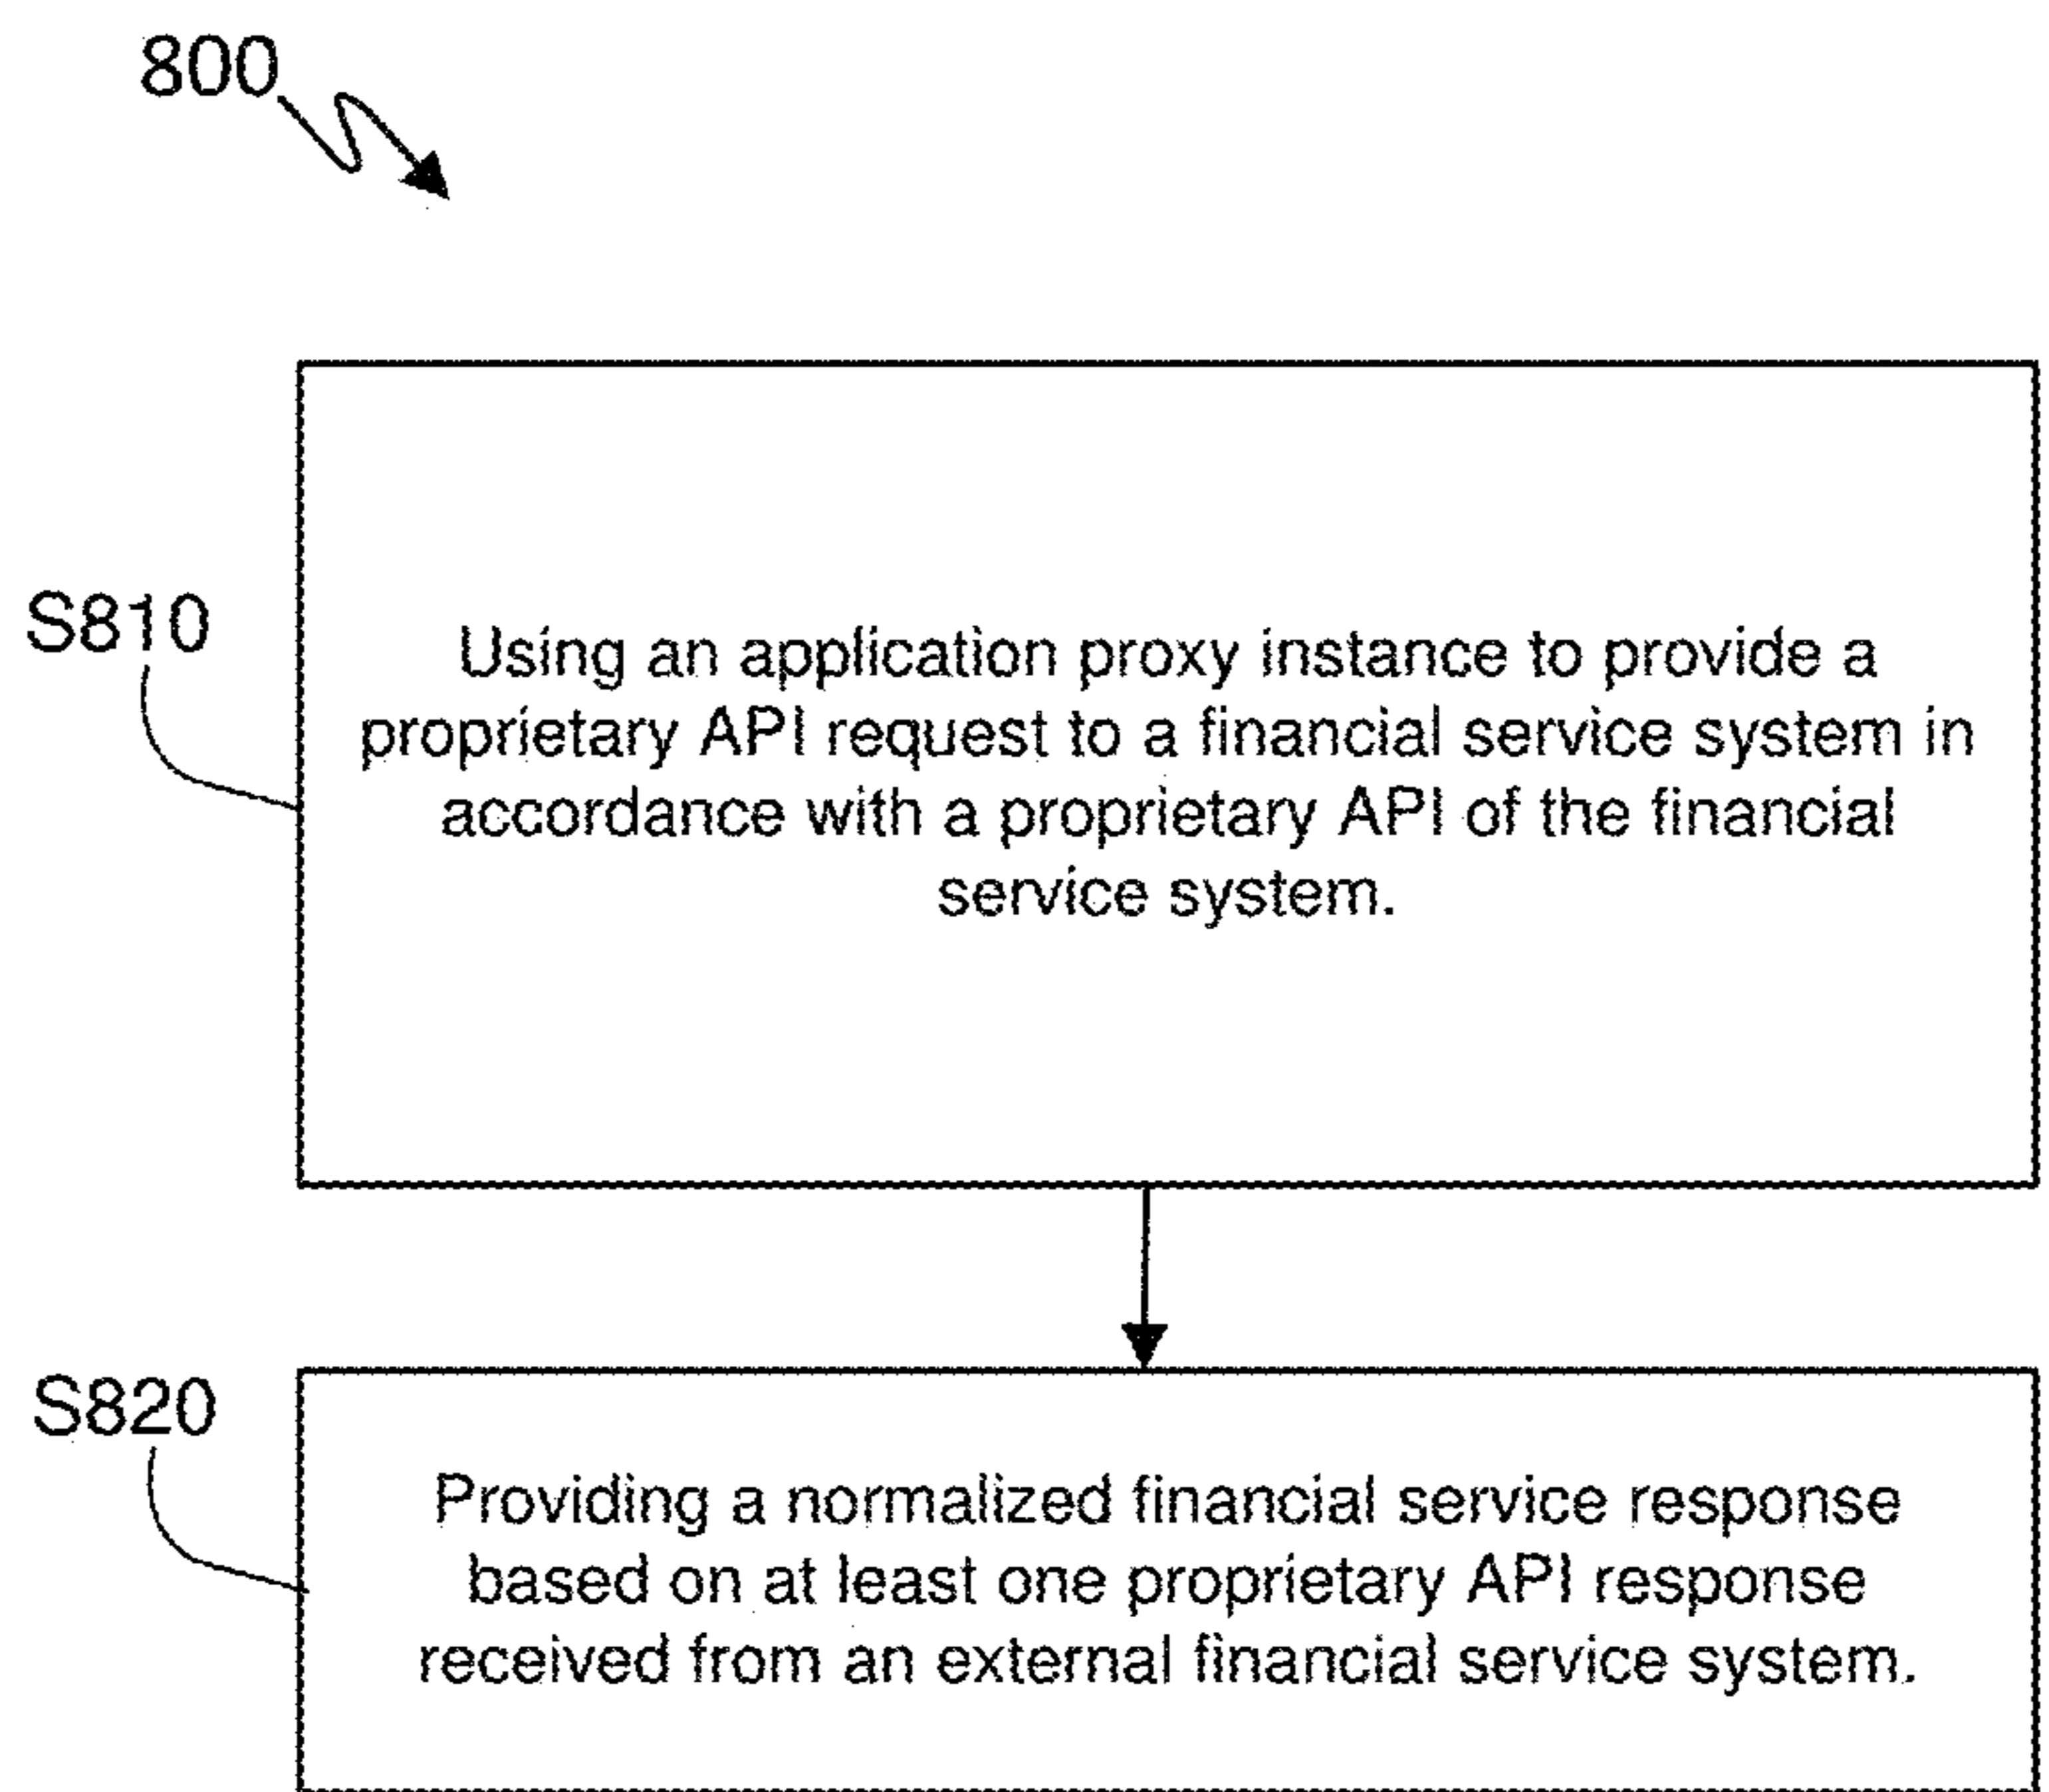 800
S810
Using an application proxy instance to provide a
proprietary API request to a financial service system in
accordance with a proprietary API of the financial
service system.
S820
Providing a normalized financial service response
based on at least one proprietary API response
received from an external financial service system.